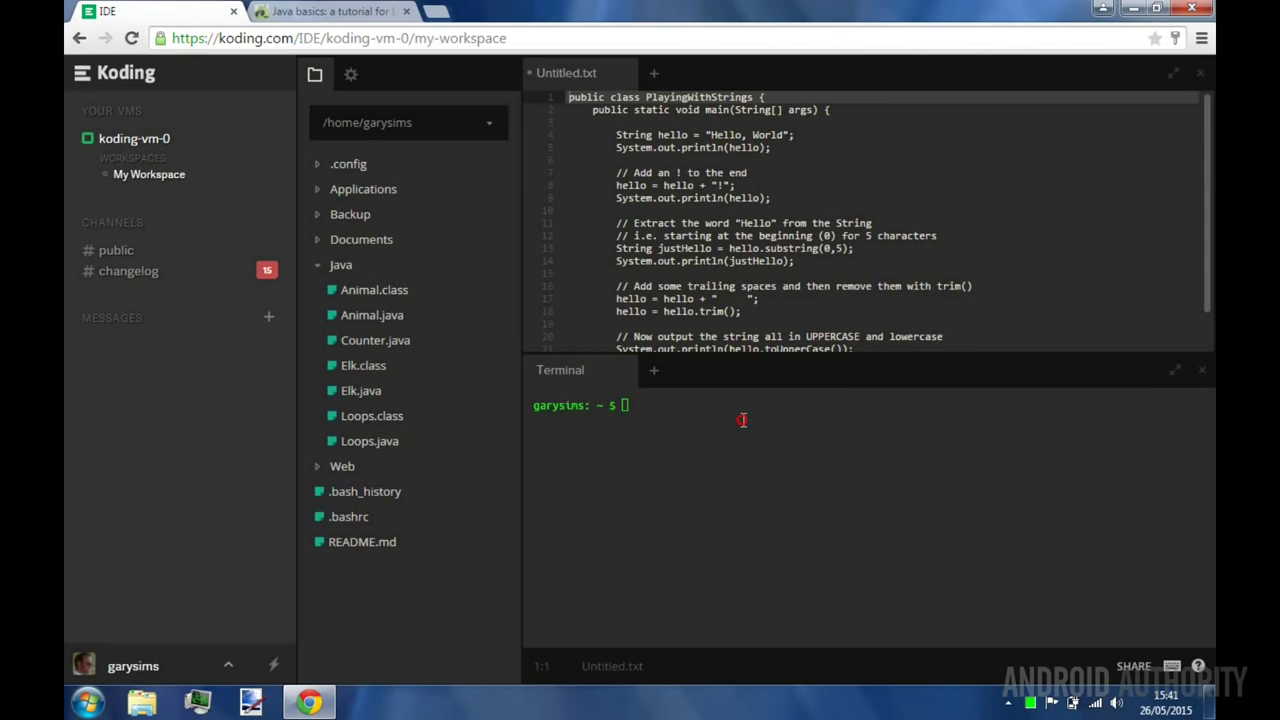 IDE
Java basics: a tutorial for b
https://koding.com/IDE/koding-vm-0/my-workspace
Koding
YOUR VMS
koding-vm-0
WORKSPACES
My Workspace
CHANNELS
# public
# changelog
15
MESSAGES
garysims
/home/garysims
.config
Applications
Backup
Documents
Java
Animal.class
Animal.java
Counter.java
Elk.class
Elk.java
Loops.class
Loops.java
Web
.bash_history
.bashrc
README.md
Untitled.txt
1 public class PlayingWithStrings {
2 public static void main(String[] args) {
3
4 String hello = "Hello, World";
5 System.out.println(hello);
6
7 // Add an ! to the end
8 hello = hello + "!";
9 System.out.println(hello);
10
11 // Extract the word "Hello" from the String
12 // i.e. starting at the beginning (0) for 5 characters
13 String justHello = hello.substring(0,5);
14 System.out.println(justHello);
15
16 // Add some trailing spaces and then remove them with trim()
17 hello = hello + "     ";
18 hello = hello.trim();
19
20 // Now output the string all in UPPERCASE and lowercase
21 System.out.println(hello.toUpperCase());
Terminal
garysims: ~ $
1:1
Untitled.txt
SHARE
ANDROID AUTHORITY
15:41
26/05/2015